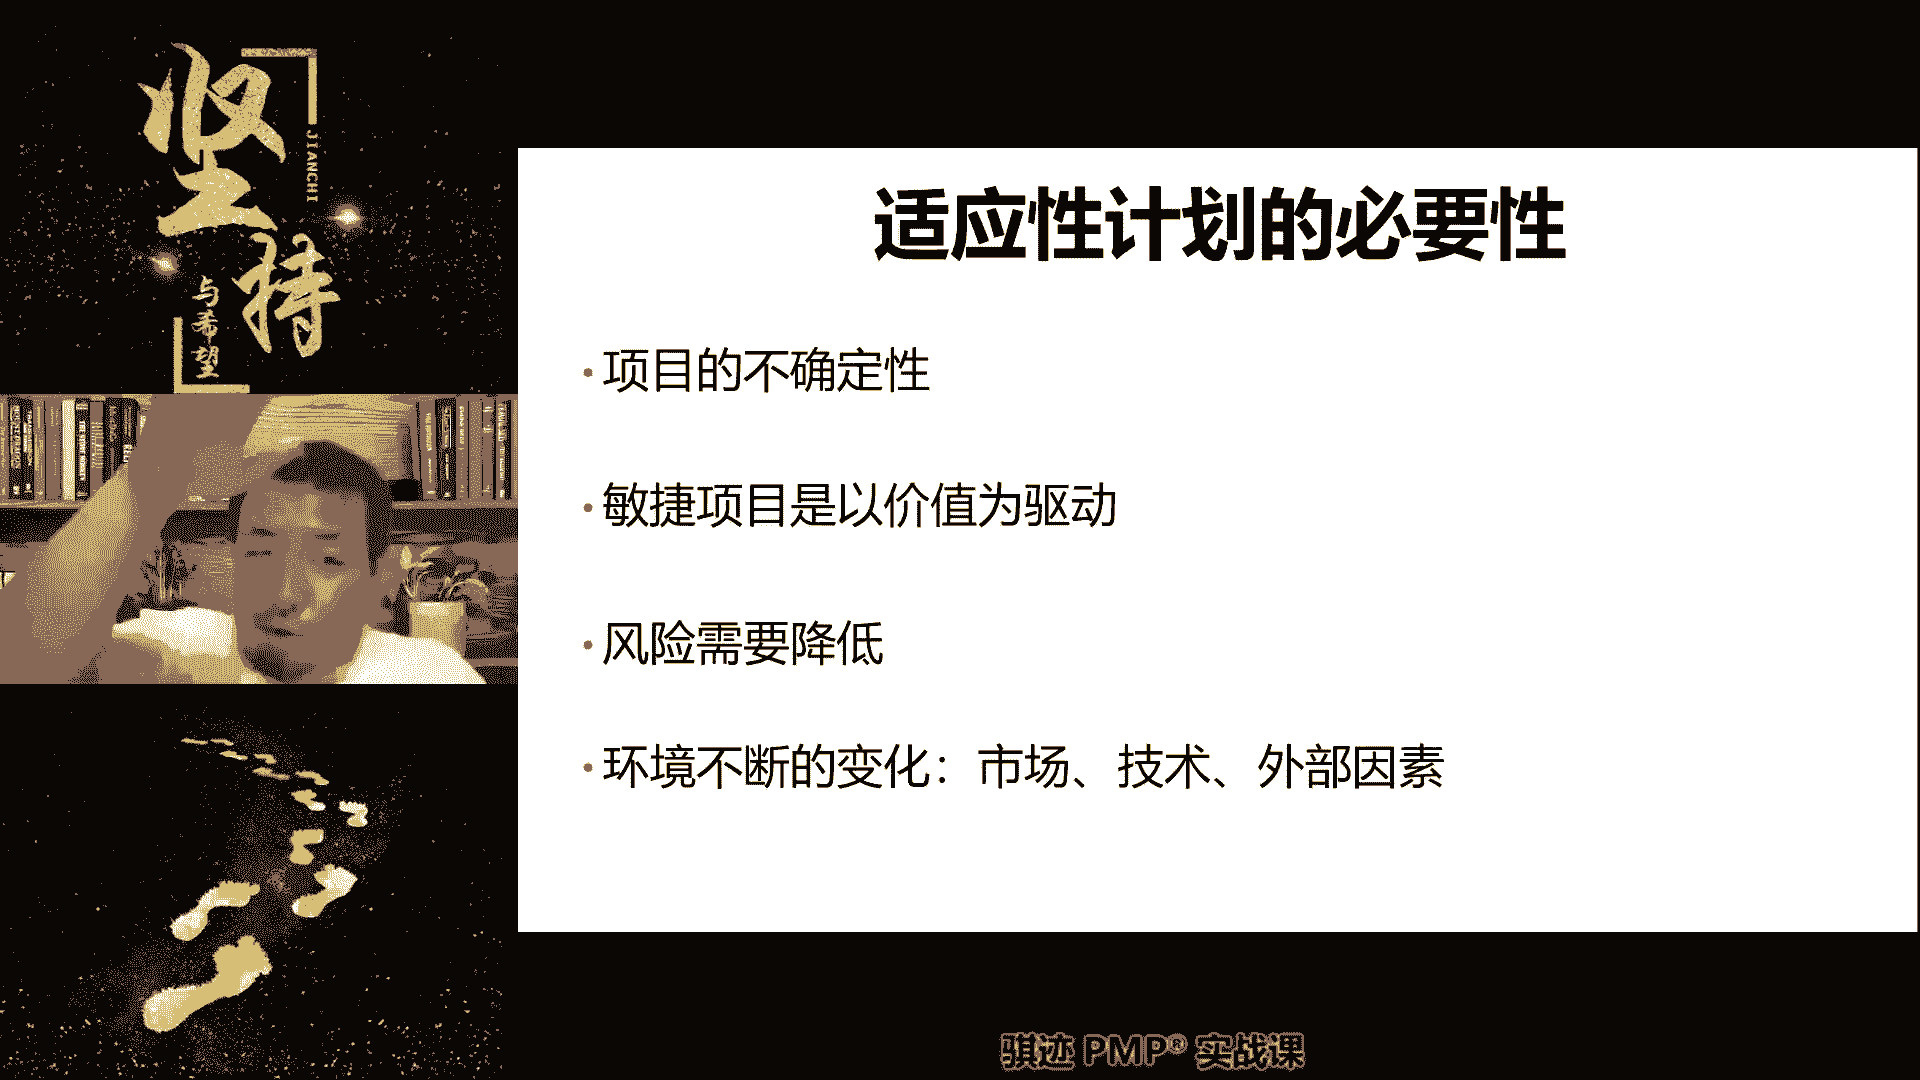 坚持
JIANCHI
与希望
适应性计划的必要性
·项目的不确定性
·敏捷项目是以价值为驱动
·风险需要降低
·环境不断的变化：市场、技术、外部因素
骐迹 PMP® 实战课